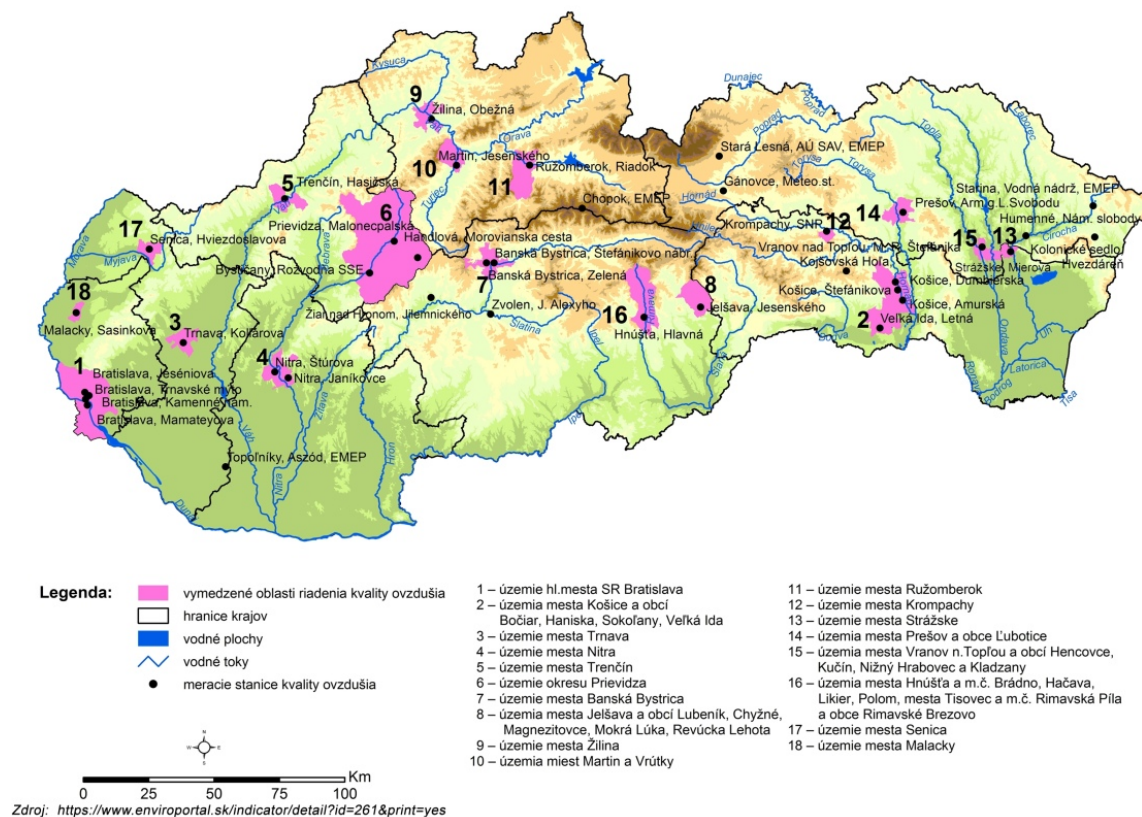 Kysuca
Dunajec
Poprad
9
Žilina, Obežná
Váh
Orava
Poprad
Topľa
Laborec
Stará Lesná, AÚ SAV, EMEP
10
Martin, Jesenského
Ružomberok, Riadok
Torysa
Torysa
5
Trenčín, Hasičská
6
Turiec
11
Hornád
Gánovce, Meteo.st.
Starina, Vodná nádrž, EMEP
Váh
Prievidza, Malonecpalská
Chopok, EMEP
14
Prešov, Arm.g.L.Svobodu
Humenné, Nám. slobody
17
Senica, Hviezdoslavova
Handlová, Morovianska cesta
Krompachy, SNP
12
Cirocha
Morava
Myjava
Nitra
Banská Bystrica, Štefánikovo nábr.
Vranov nad Topľou, M. R. Štefánika
15
13
Kolonické sedlo,
Hvezdáreň
Bystričany, Rozvodňa SSE
7
Banská Bystrica, Zelená
Kojšovská Hoľa
Strážske, Mierová
18
8
Košice, Ďumbierska
Malacky, Sasinkova
3
Trnava, Kollárova
Žiar nad Hronom, Jilemnického
Zvolen, J. Alexyho
Slatina
16
Hnúšťa, Hlavná
Jelšava, Jesenského
Košice, Štefánikova
Košice, Amurská
2
Veľká Ida, Letná
1
Bratislava, Jeséniova
4
Nitra, Štúrova
Nitra, Janíkovce
Ipeľ
Slaná
Bodva
Ondava
Uh
Bratislava, Trnavské mýto
Bratislava, Kamenné nám.
Bratislava, Mamateyova
Žitava
Latorica
Bodrog
Tisa
Váh
Hron
Topoľníky, Aszód, EMEP
Nitra
Legenda:
vymedzené oblasti riadenia kvality ovzdušia
hranice krajov
vodné plochy
vodné toky
meracie stanice kvality ovzdušia
1 – územie hl.mesta SR Bratislava
2 – územia mesta Košice a obcí
Bočiar, Haniska, Sokoľany, Veľká Ida
3 – územie mesta Trnava
4 – územie mesta Nitra
5 – územie mesta Trenčín
6 – územie okresu Prievidza
7 – územie mesta Banská Bystrica
8 – územia mesta Jelšava a obcí Lubeník, Chyžné,
Magnezitovce, Mokrá Lúka, Revúcka Lehota
9 – územie mesta Žilina
10 – územia miest Martin a Vrútky
11 – územie mesta Ružomberok
12 – územie mesta Krompachy
13 – územie mesta Strážske
14 – územia mesta Prešov a obce Ľubotice
15 – územia mesta Vranov n.Topľou a obcí Hencovce,
Kučín, Nižný Hrabovec a Kladzany
16 – územia mesta Hnúšťa a m.č. Brádno, Hačava,
Likier, Polom, mesta Tisovec a m.č. Rimavská Píla
a obce Rimavské Brezovo
17 – územie mesta Senica
18 – územie mesta Malacky
N
W
E
S
Km
0
25
50
75
100
Zdroj: https://www.enviroportal.sk/indicator/detail?id=261&print=yes